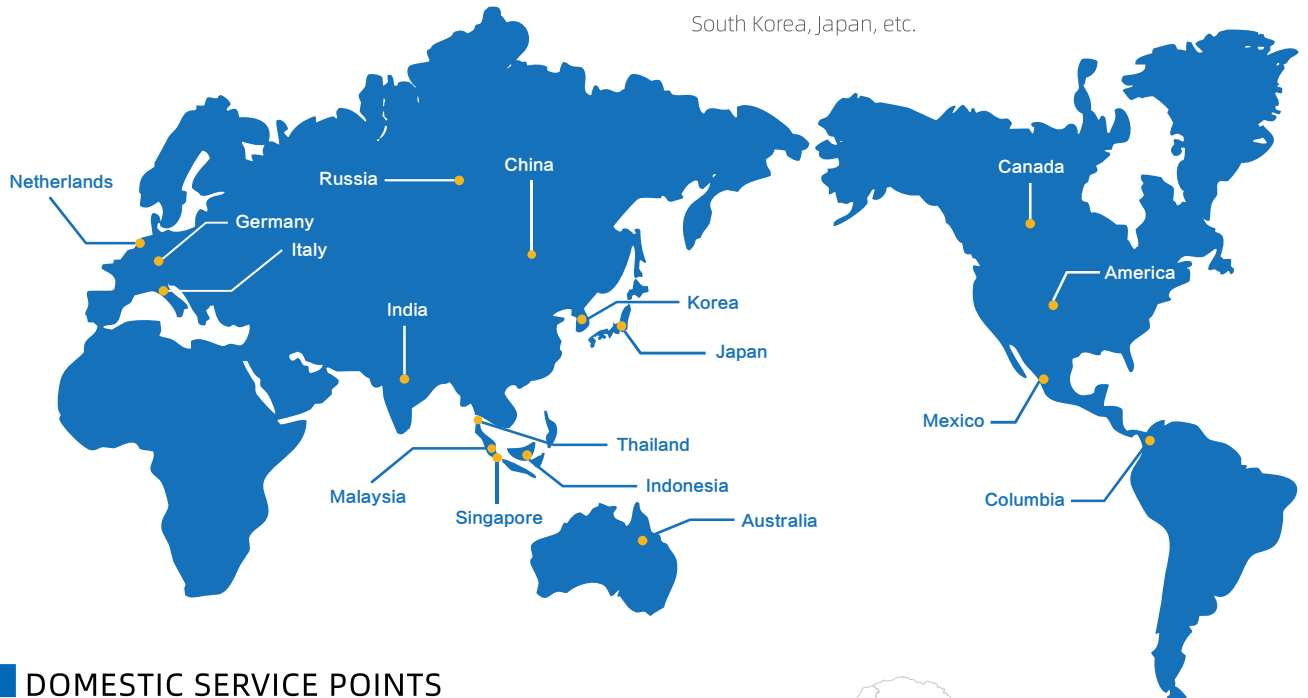 South Korea, Japan, etc.
China
Canada
Russia
Netherlands
Germany
Italy
America
India
Korea
Japan
Mexico
Thailand
Indonesia
Malaysia
Columbia
Singapore
Australia
DOMESTIC SERVICE POINTS